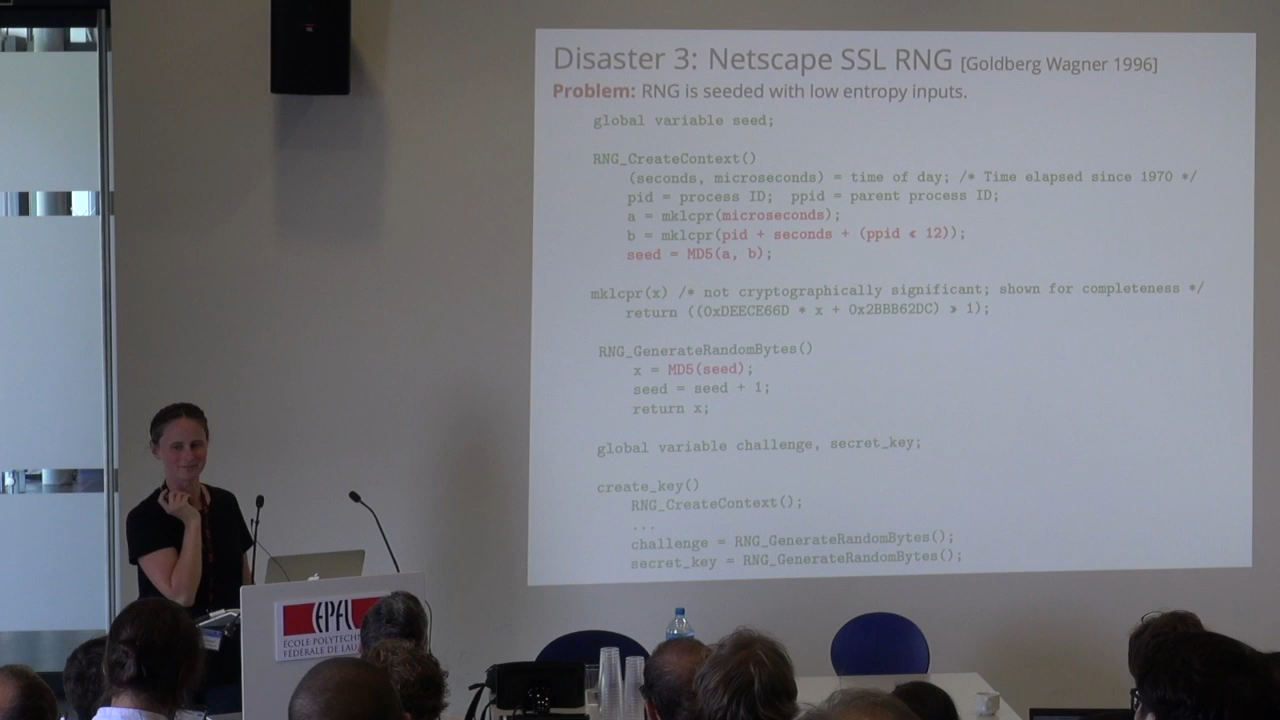 Disaster 3: Netscape SSL RNG [Goldberg Wagner 1996]
Problem: RNG is seeded with low entropy inputs.
global variable seed;
RNG_CreateContext()
(seconds, microseconds) = time of day; /* Time elapsed since 1970 */
pid = process ID; ppid = parent process ID;
a = mklcpr(microseconds);
b = mklcpr(pid + seconds + (ppid « 12));
seed = MD5(a, b);
mklcpr(x) /* not cryptographically significant; shown for completeness */
return ((0xDEECE66D * x + 0x2BBB62DC) » 1);
RNG_GenerateRandomBytes()
x = MD5(seed);
seed = seed + 1;
return x;
global variable challenge, secret_key;
create_key()
RNG_CreateContext();
...
challenge = RNG_GenerateRandomBytes();
secret_key = RNG_GenerateRandomBytes();
EPFL
ÉCOLE POLYTECH
FÉDÉRALE DE LAU